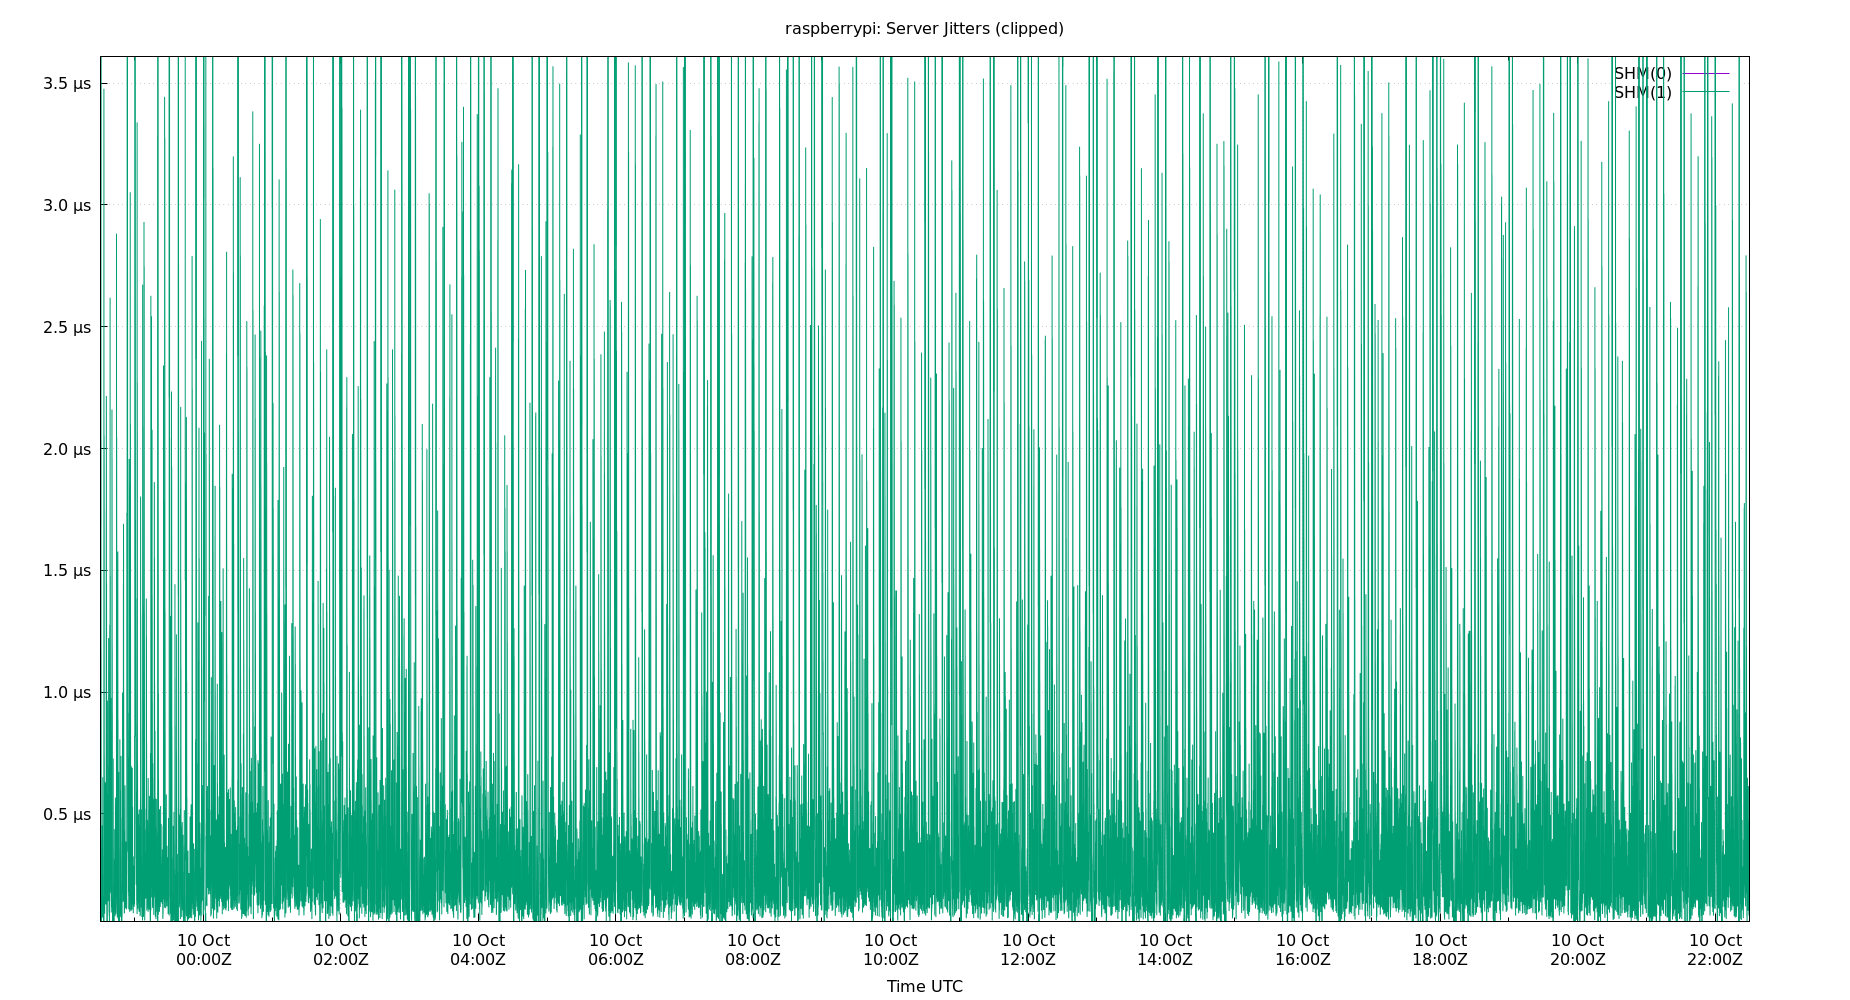 raspberrypi: Server Jitters (clipped)
SHM(0)
SHM(1)
3.5 µs
3.0 µs
2.5 µs
2.0 µs
1.5 µs
1.0 µs
0.5 µs
10 Oct 10 Oct 10 Oct 10 Oct 10 Oct 10 Oct 10 Oct 10 Oct 10 Oct 10 Oct 10 Oct 10 Oct
00:00Z 02:00Z 04:00Z 06:00Z 08:00Z 10:00Z 12:00Z 14:00Z 16:00Z 18:00Z 20:00Z 22:00Z
Time UTC